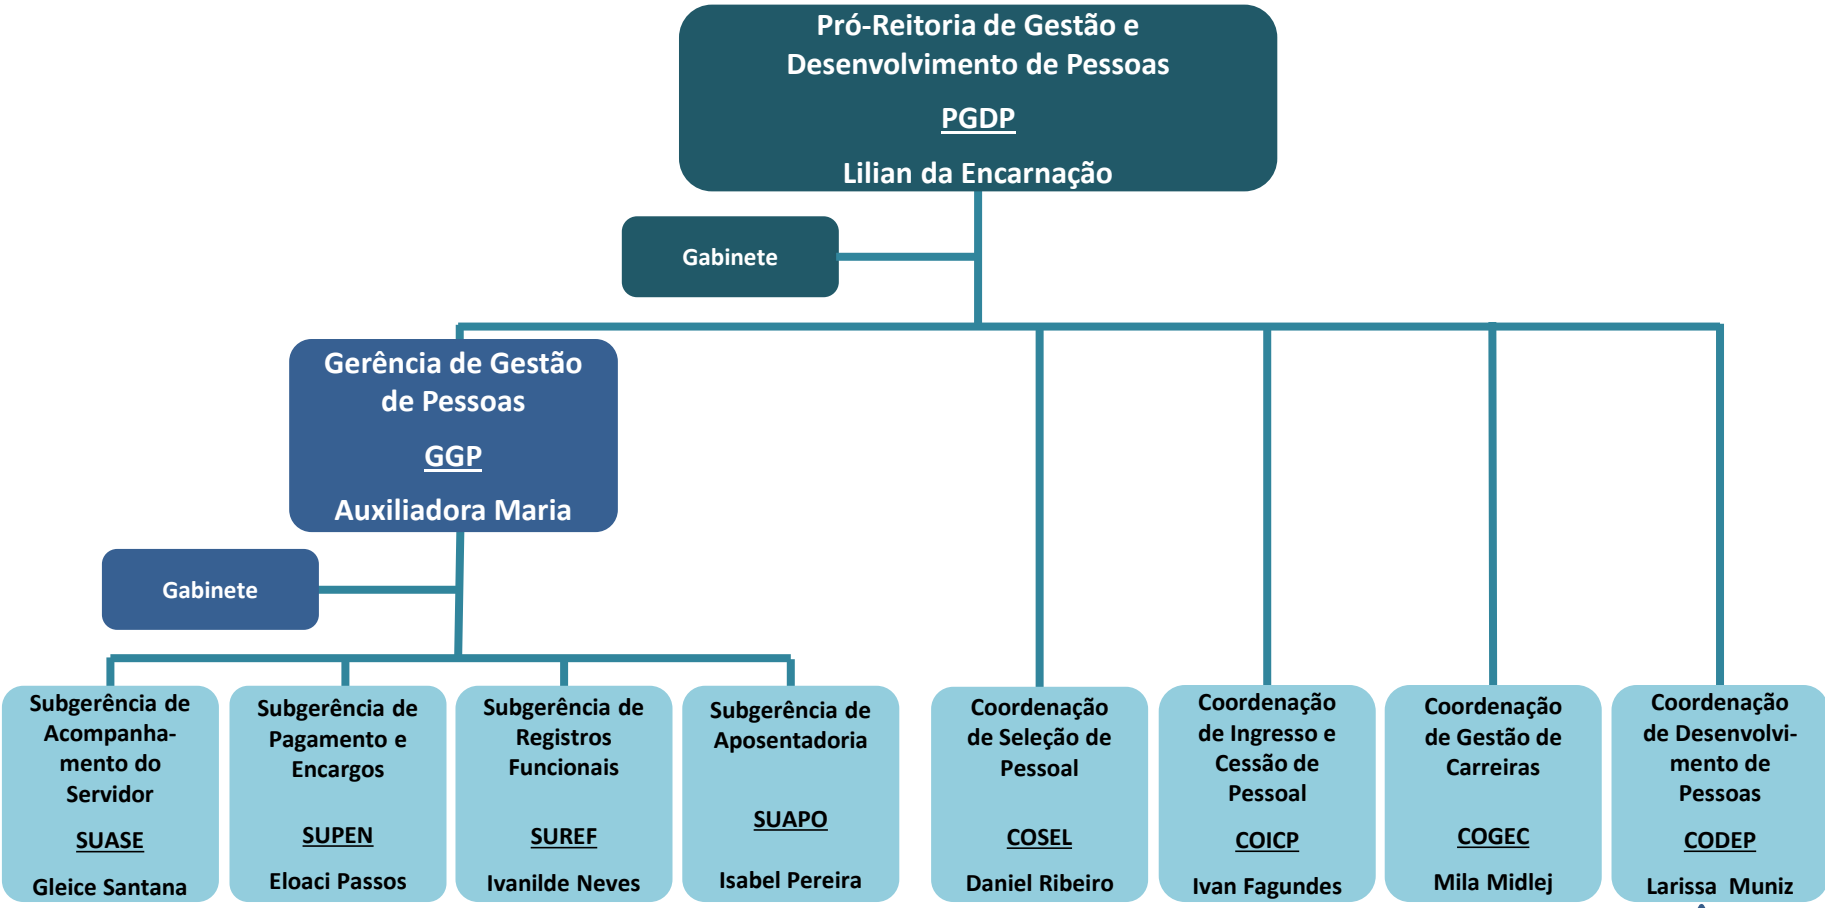 Pró-Reitoria de Gestão e
Desenvolvimento de Pessoas
PGDP
Lilian da Encarnação
Gabinete
Gerência de Gestão
de Pessoas
GGP
Auxiliadora Maria
Gabinete
Subgerência de
Acompanha-
mento do
Servidor
SUASE
Gleice Santana
Subgerência de
Pagamento e
Encargos
SUPEN
Eloaci Passos
Subgerência de
Registros
Funcionais
SUREF
Ivanilde Neves
Subgerência de
Aposentadoria
SUAPO
Isabel Pereira
Coordenação
de Seleção de
Pessoal
COSEL
Daniel Ribeiro
Coordenação
de Ingresso e
Cessão de
Pessoal
COICP
Ivan Fagundes
Coordenação
de Gestão de
Carreiras
COGEC
Mila Midlej
Coordenação
de Desenvolvi-
mento de
Pessoas
CODEP
Larissa Muniz